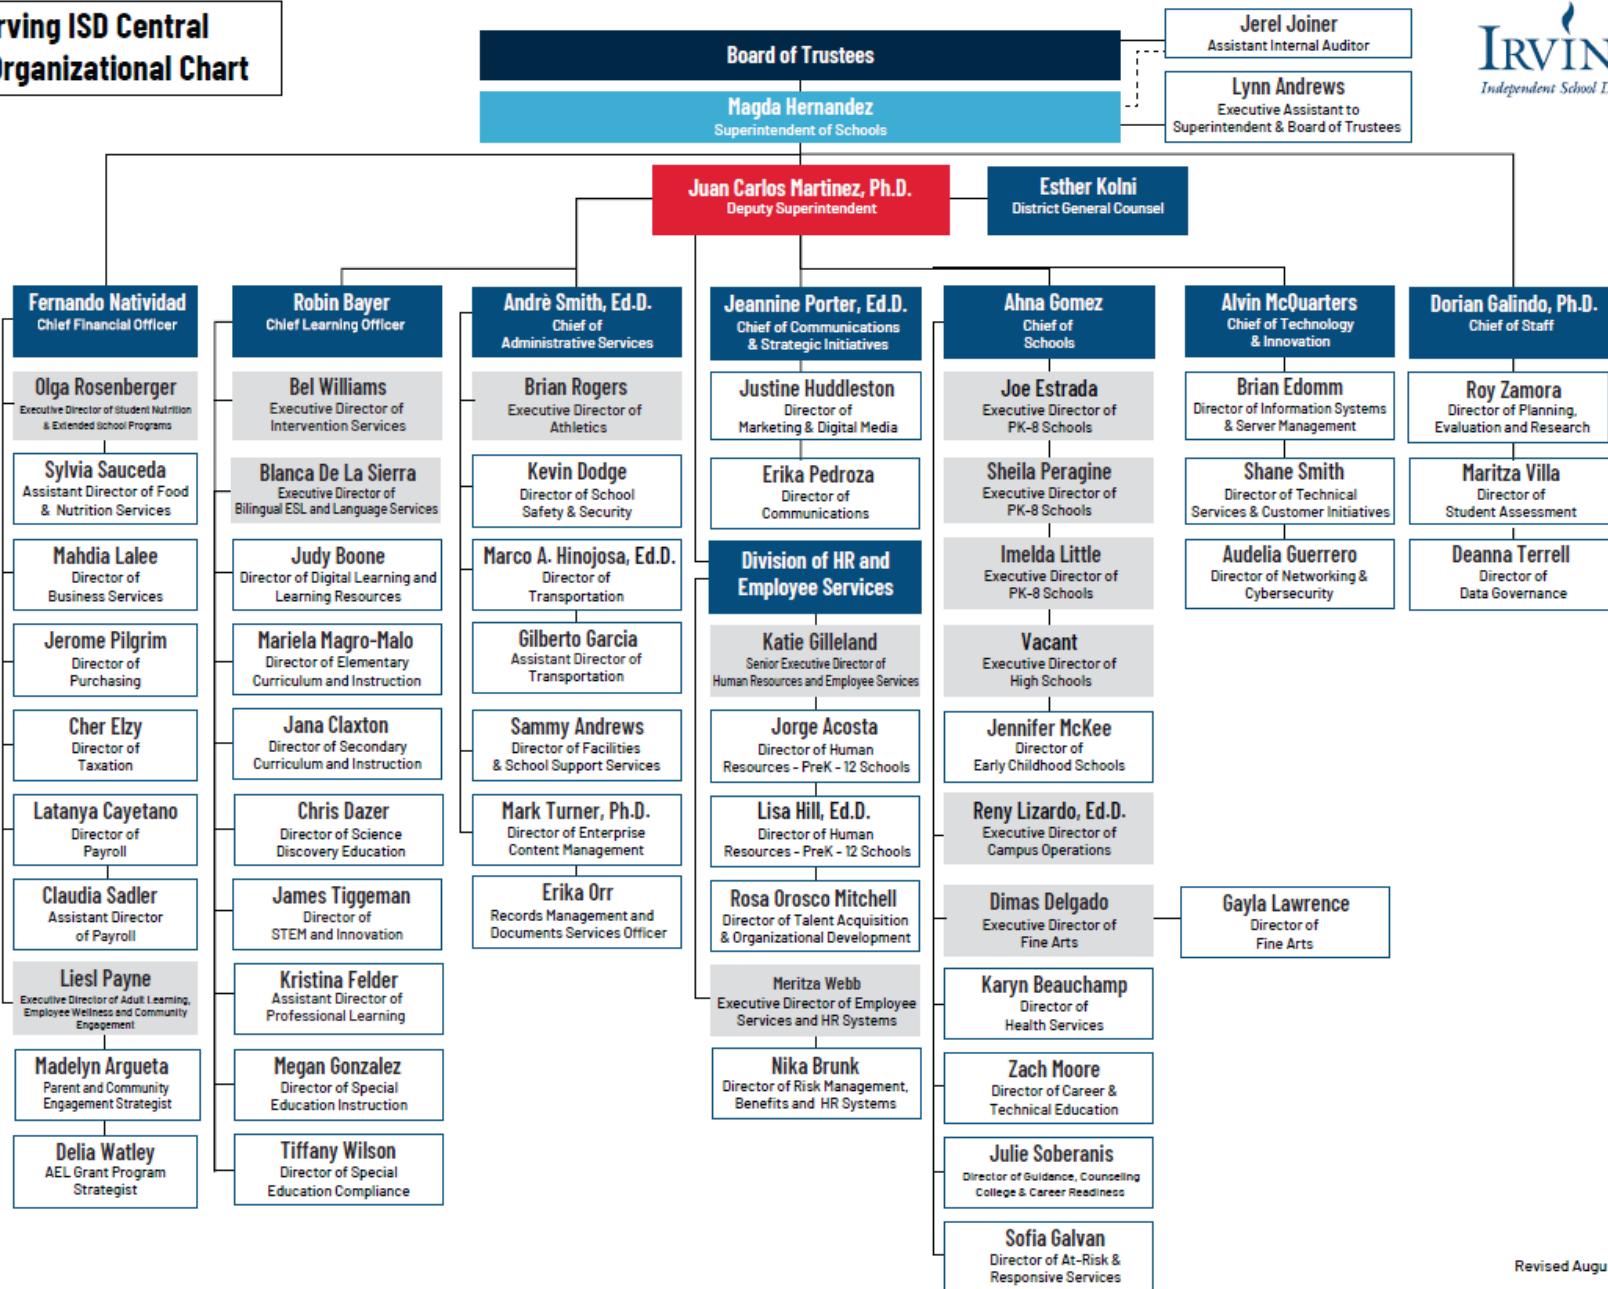 rving ISD Central
Organizational Chart
Board of Trustees
Magda Hernandez
Superintendent of Schools
Jerel Joiner
Assistant Internal Auditor
Lynn Andrews
Executive Assistant to
Superintendent & Board of Trustees
IRVIN
Independent School D
Juan Carlos Martinez, Ph.D.
Deputy Superintendent
Esther Kolni
District General Counsel
Fernando Natividad
Chief Financial Officer
Olga Rosenberger
Executive Director of Student Nutrition
& Extended School Programs
Sylvia Sauceda
Assistant Director of Food
& Nutrition Services
Mahdia Lalee
Director of
Business Services
Jerome Pilgrim
Director of
Purchasing
Cher Elzy
Director of
Taxation
Latanya Cayetano
Director of
Payroll
Claudia Sadler
Assistant Director
of Payroll
Liesl Payne
Executive Director of Adult Learning,
Employee Wellness and Community
Engagement
Madelyn Argueta
Parent and Community
Engagement Strategist
Delia Watley
AEL Grant Program
Strategist
Robin Bayer
Chief Learning Officer
Bel Williams
Executive Director of
Intervention Services
Blanca De La Sierra
Executive Director of
Bilingual ESL and Language Services
Judy Boone
Director of Digital Learning and
Learning Resources
Mariela Magro-Malo
Director of Elementary
Curriculum and Instruction
Jana Claxton
Director of Secondary
Curriculum and Instruction
Chris Dazer
Director of Science
Discovery Education
James Tiggeman
Director of
STEM and Innovation
Kristina Felder
Assistant Director of
Professional Learning
Megan Gonzalez
Director of Special
Education Instruction
Tiffany Wilson
Director of Special
Education Compliance
Andrè Smith, Ed.D.
Chief of
Administrative Services
Brian Rogers
Executive Director of
Athletics
Kevin Dodge
Director of School
Safety & Security
Marco A. Hinojosa, Ed.D.
Director of
Transportation
Gilberto Garcia
Assistant Director of
Transportation
Sammy Andrews
Director of Facilities
& School Support Services
Mark Turner, Ph.D.
Director of Enterprise
Content Management
Erika Orr
Records Management and
Documents Services Officer
Jeannine Porter, Ed.D.
Chief of Communications
& Strategic Initiatives
Justine Huddleston
Director of
Marketing & Digital Media
Erika Pedroza
Director of
Communications
Division of HR and
Employee Services
Katie Gilleland
Senior Executive Director of
Human Resources and Employee Services
Jorge Acosta
Director of Human
Resources - PreK - 12 Schools
Lisa Hill, Ed.D.
Director of Human
Resources - PreK - 12 Schools
Rosa Orosco Mitchell
Director of Talent Acquisition
& Organizational Development
Meritza Webb
Executive Director of Employee
Services and HR Systems
Nika Brunk
Director of Risk Management,
Benefits and HR Systems
Ahna Gomez
Chief of
Schools
Joe Estrada
Executive Director of
PK-8 Schools
Sheila Peragine
Executive Director of
PK-8 Schools
Imelda Little
Executive Director of
PK-8 Schools
Vacant
Executive Director of
High Schools
Jennifer McKee
Director of
Early Childhood Schools
Reny Lizardo, Ed.D.
Executive Director of
Campus Operations
Dimas Delgado
Executive Director of
Fine Arts
Gayla Lawrence
Director of
Fine Arts
Karyn Beauchamp
Director of
Health Services
Zach Moore
Director of Career &
Technical Education
Julie Soberanis
Director of Guidance, Counseling
College & Career Readiness
Sofia Galvan
Director of At-Risk &
Responsive Services
Alvin McQuarters
Chief of Technology
& Innovation
Brian Edomm
Director of Information Systems
& Server Management
Shane Smith
Director of Technical
Services & Customer Initiatives
Audelia Guerrero
Director of Networking &
Cybersecurity
Dorian Galindo, Ph.D.
Chief of Staff
Roy Zamora
Director of Planning,
Evaluation and Research
Maritza Villa
Director of
Student Assessment
Deanna Terrell
Director of
Data Governance
Revised Augu